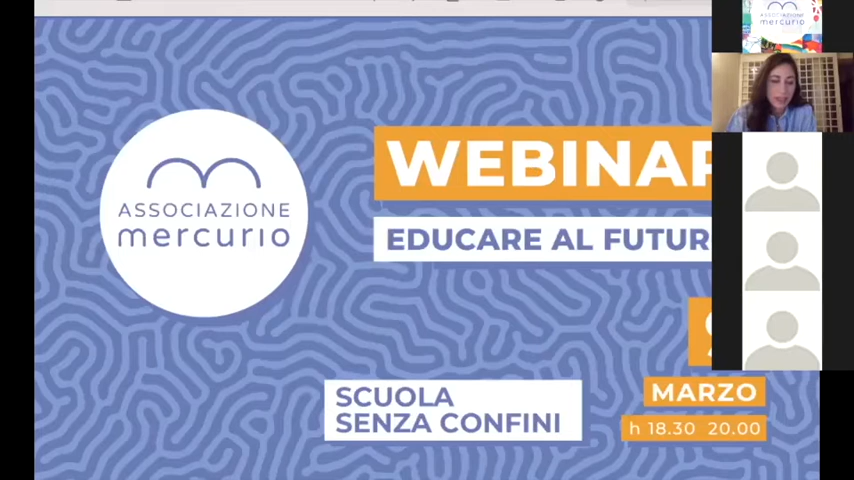 ASSOCIAZIONE
mercurio
WEBINAR
EDUCARE AL FUTUR
SCUOLA
SENZA CONFINI
MARZO
h 18.30 20.00
ASSOCIAZIONE
mercurio